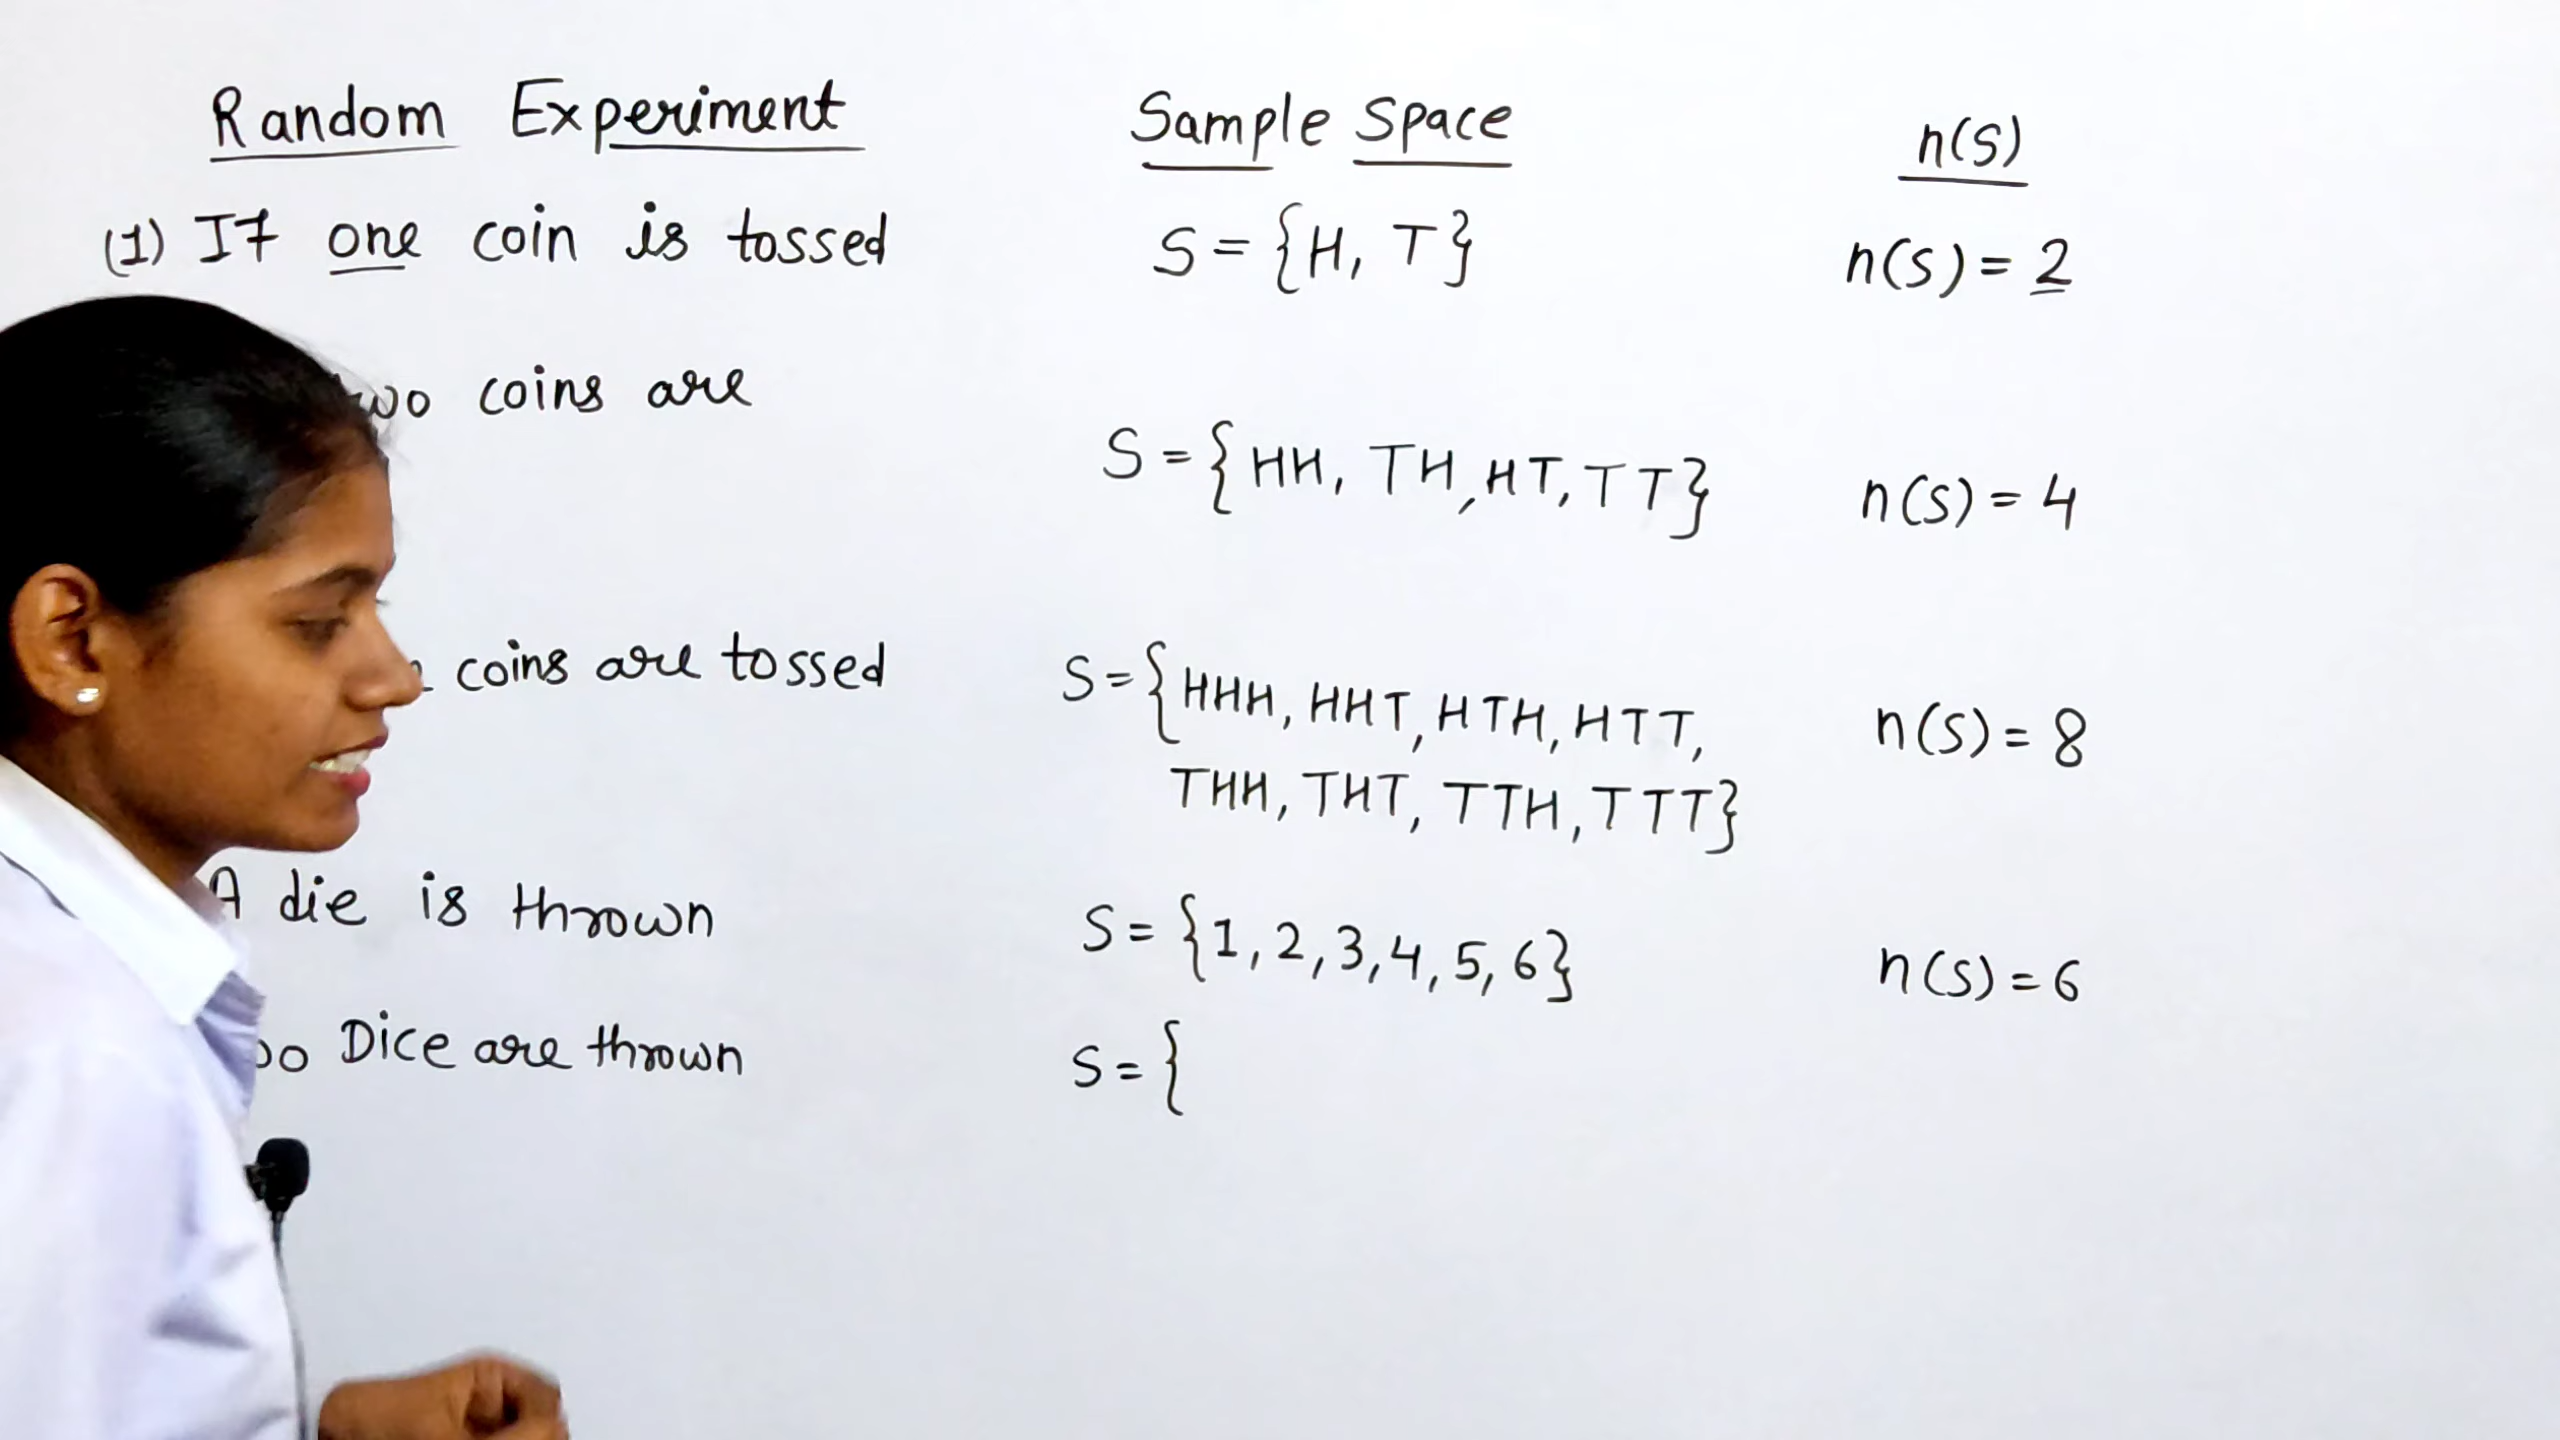 Random Experiment Sample Space n(S)
(1) If one coin is tossed S = {H, T} n(S) = 2
coins are
S = {HH, TH, HT, TT} n(S) = 4
coins are tossed S = {HHH, HHT, HTH, HTT, n(S) = 8
THH, THT, TTH, TTT}
A die is thrown S = {1, 2, 3, 4, 5, 6} n(S) = 6
Dice are thrown S = {